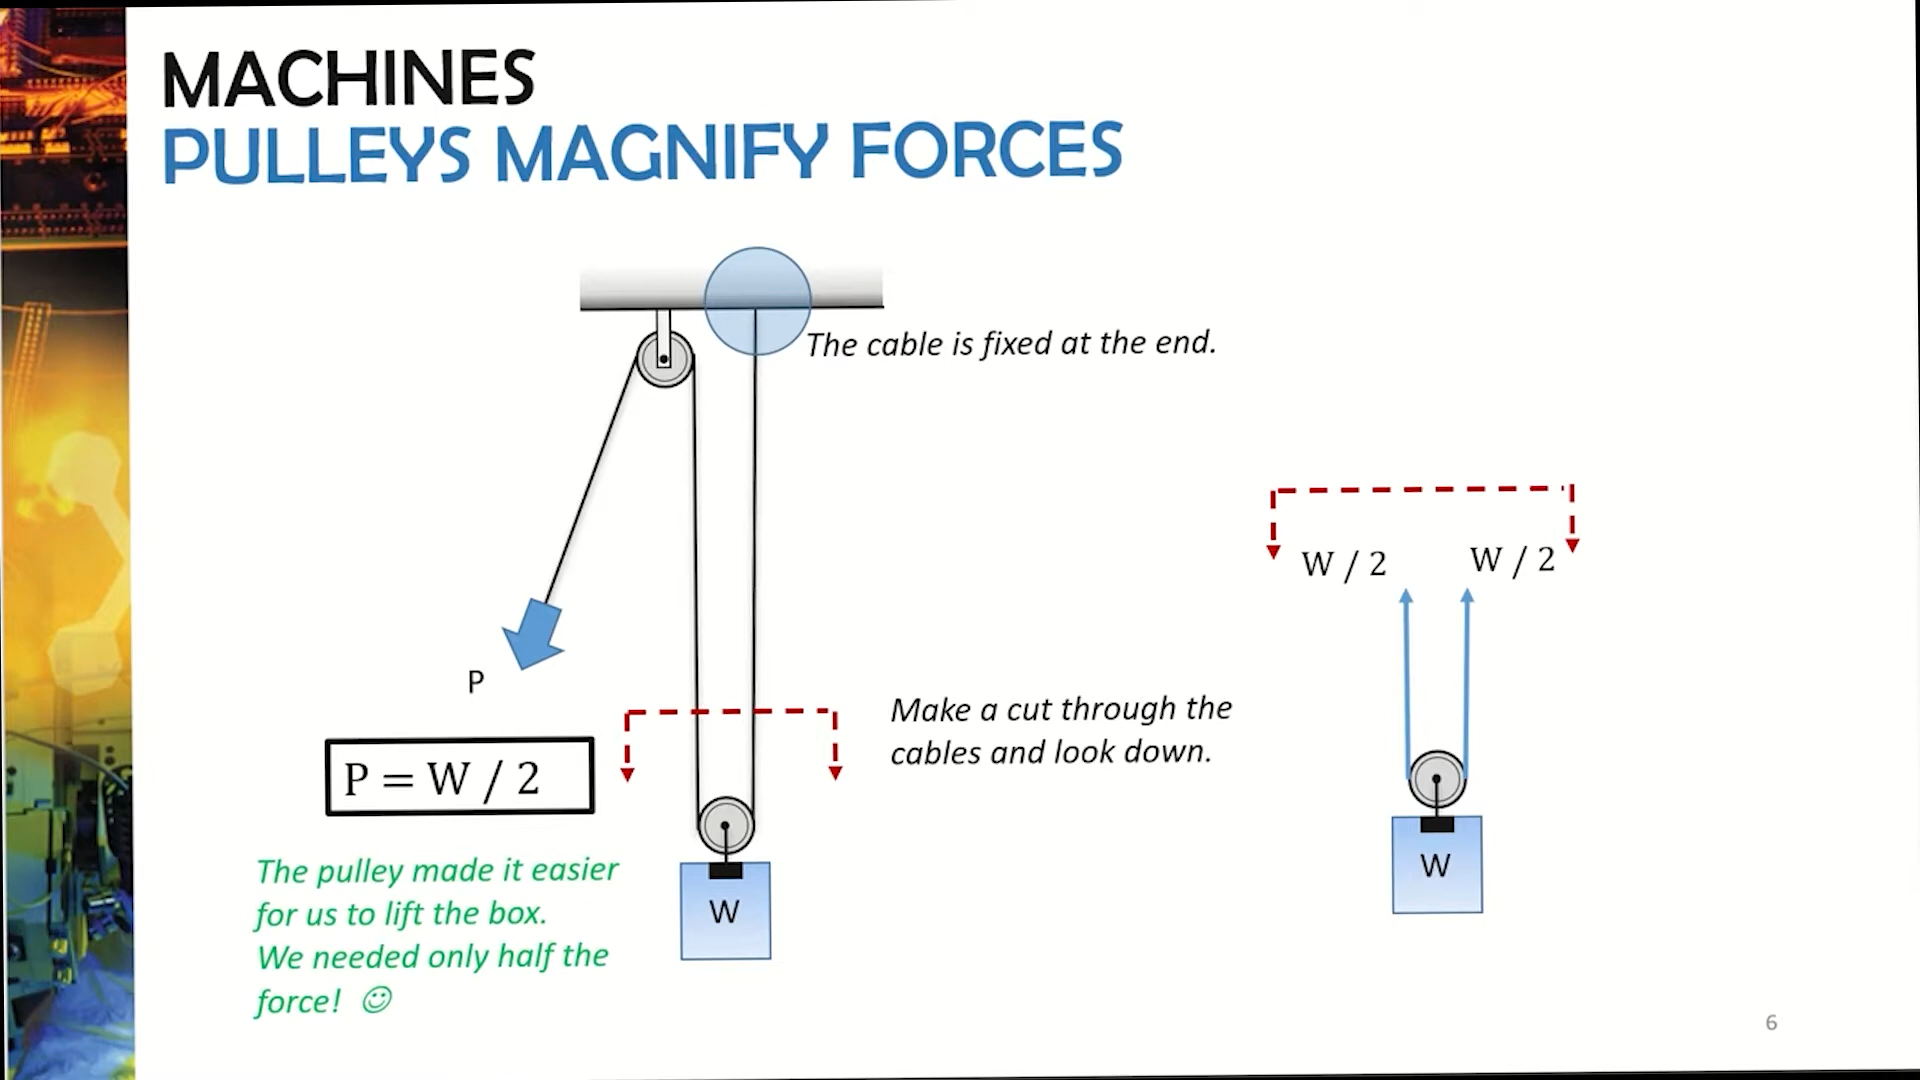 MACHINES
PULLEYS MAGNIFY FORCES
The cable is fixed at the end.
W / 2
W / 2
P
Make a cut through the
cables and look down.
P = W / 2
The pulley made it easier
for us to lift the box.
We needed only half the
force! ☺
W
W
6